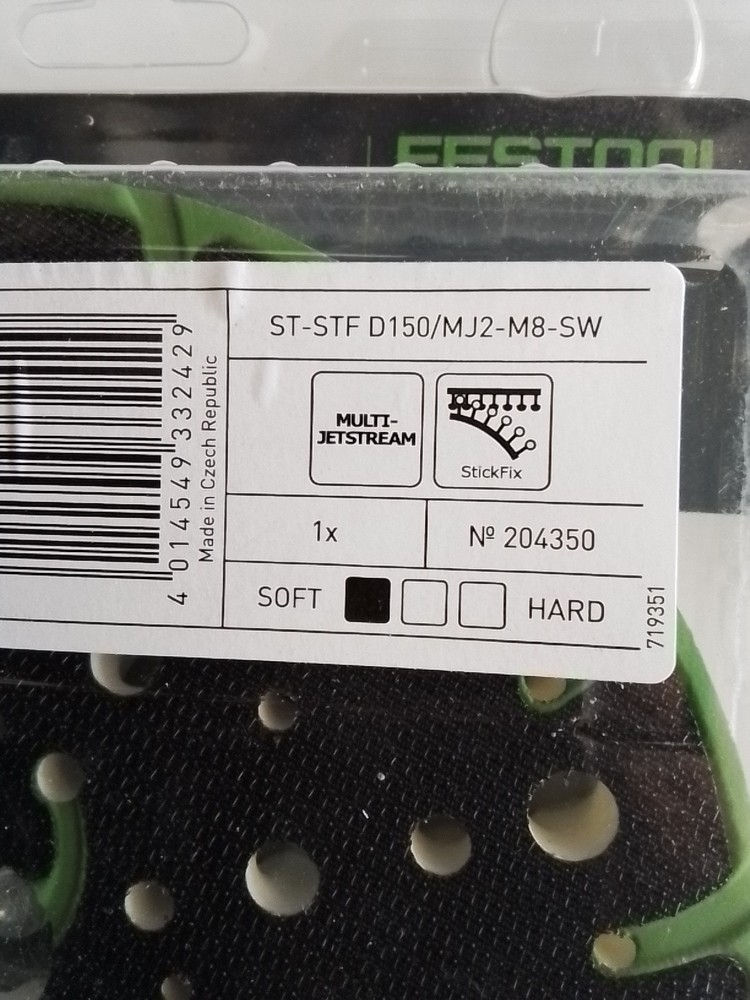 FESTOOL
ST-STF D150/MJ2-M8-SW
MULTI-
JETSTREAM
StickFix
1x
Nº 204350
SOFT
HARD
719351
4 014549 332429
Made in Czech Republic